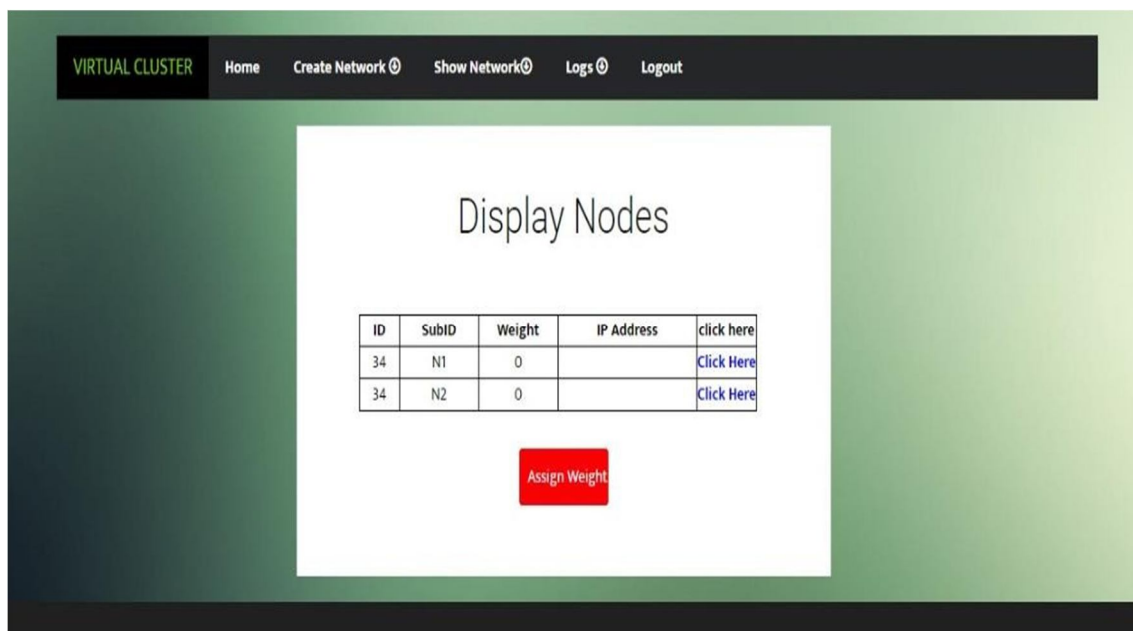 VIRTUAL CLUSTER Home Create Network Show Network Logs Logout
Display Nodes
ID SubID Weight IP Address click here
34 N1 0 Click Here
34 N2 0 Click Here
Assign Weight